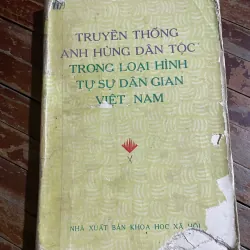 TRUYỀN THỐNG
ANH HÙNG DÂN TỘC
TRONG LOẠI HÌNH
TỰ SỰ DÂN GIAN
VIỆT NAM
NHÀ XUẤT BẢN KHOA HỌC XÃ HỘI